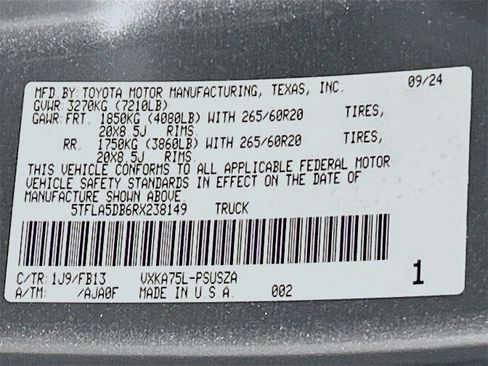 MFD.BY:TOYOTA MOTOR MANUFACTURING, TEXAS, INC. 09/24
GVWR:3270KG (7210LB)
GAWR:FRT. 1850KG (4080LB) WITH 265/60R20 TIRES,
20X8.5J RIMS,
RR. 1750KG (3860LB) WITH 265/60R20 TIRES,
20X8.5J RIMS,
THIS VEHICLE CONFORMS TO ALL APPLICABLE FEDERAL MOTOR
VEHICLE SAFETY STANDARDS IN EFFECT ON THE DATE OF
MANUFACTURE SHOWN ABOVE.
5TFLA5DB6RX238149 TRUCK
C/TR:1J9/FB13 VXKA75L-PSUSZA 1
A/TM: /AJA0F MADE IN U.S.A. 002